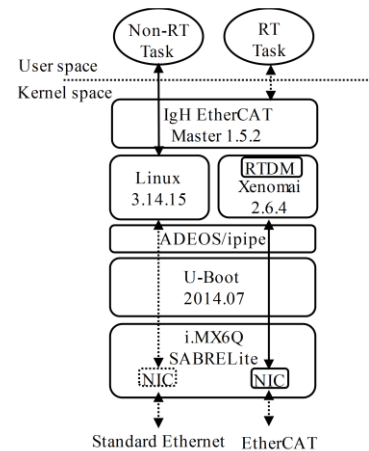 Non-RT
Task
RT
Task
User space
Kernel space
IgH EtherCAT
Master 1.5.2
Linux
3.14.15
RTDM
Xenomai
2.6.4
ADEOS/ipipe
U-Boot
2014.07
i.MX6Q
SABRELite
NIC
NIC
Standard Ethernet
EtherCAT